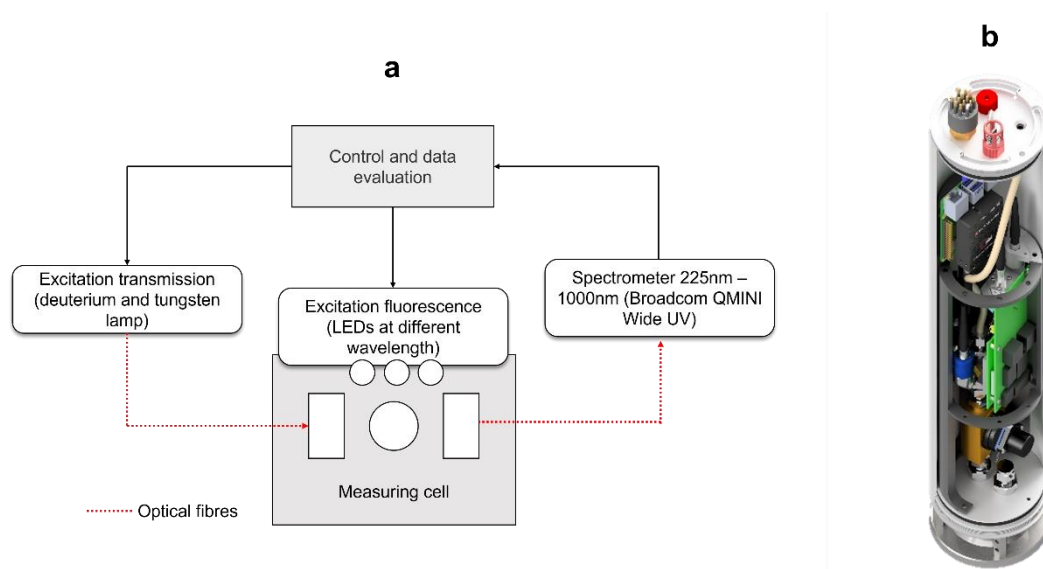 a
b
Control and data
evaluation
Excitation transmission
(deuterium and tungsten
lamp)
Excitation fluorescence
(LEDs at different
wavelength)
Spectrometer 225nm –
1000nm (Broadcom QMINI
Wide UV)
Measuring cell
Optical fibres